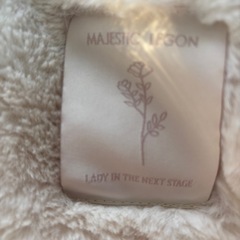 MAJESTIC LEGON
LADY IN THE NEXT STAGE